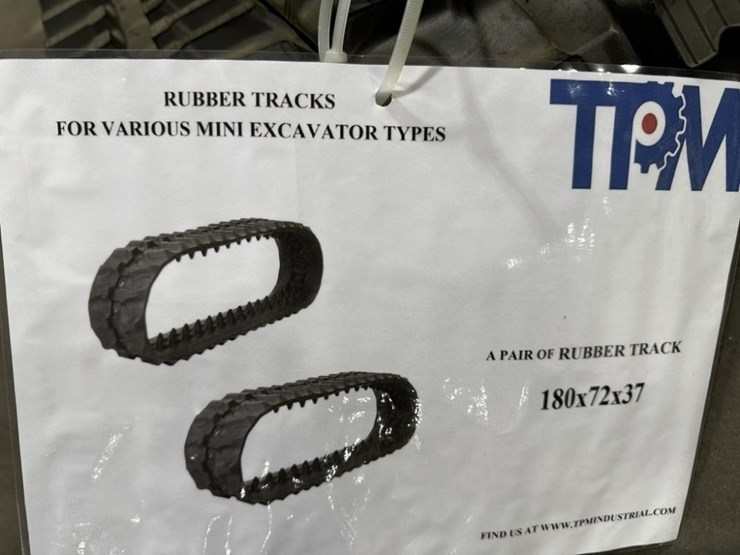 RUBBER TRACKS
FOR VARIOUS MINI EXCAVATOR TYPES
TPM
A PAIR OF RUBBER TRACK
180x72x37
FIND US AT WWW.TPMINDUSTRIAL.COM